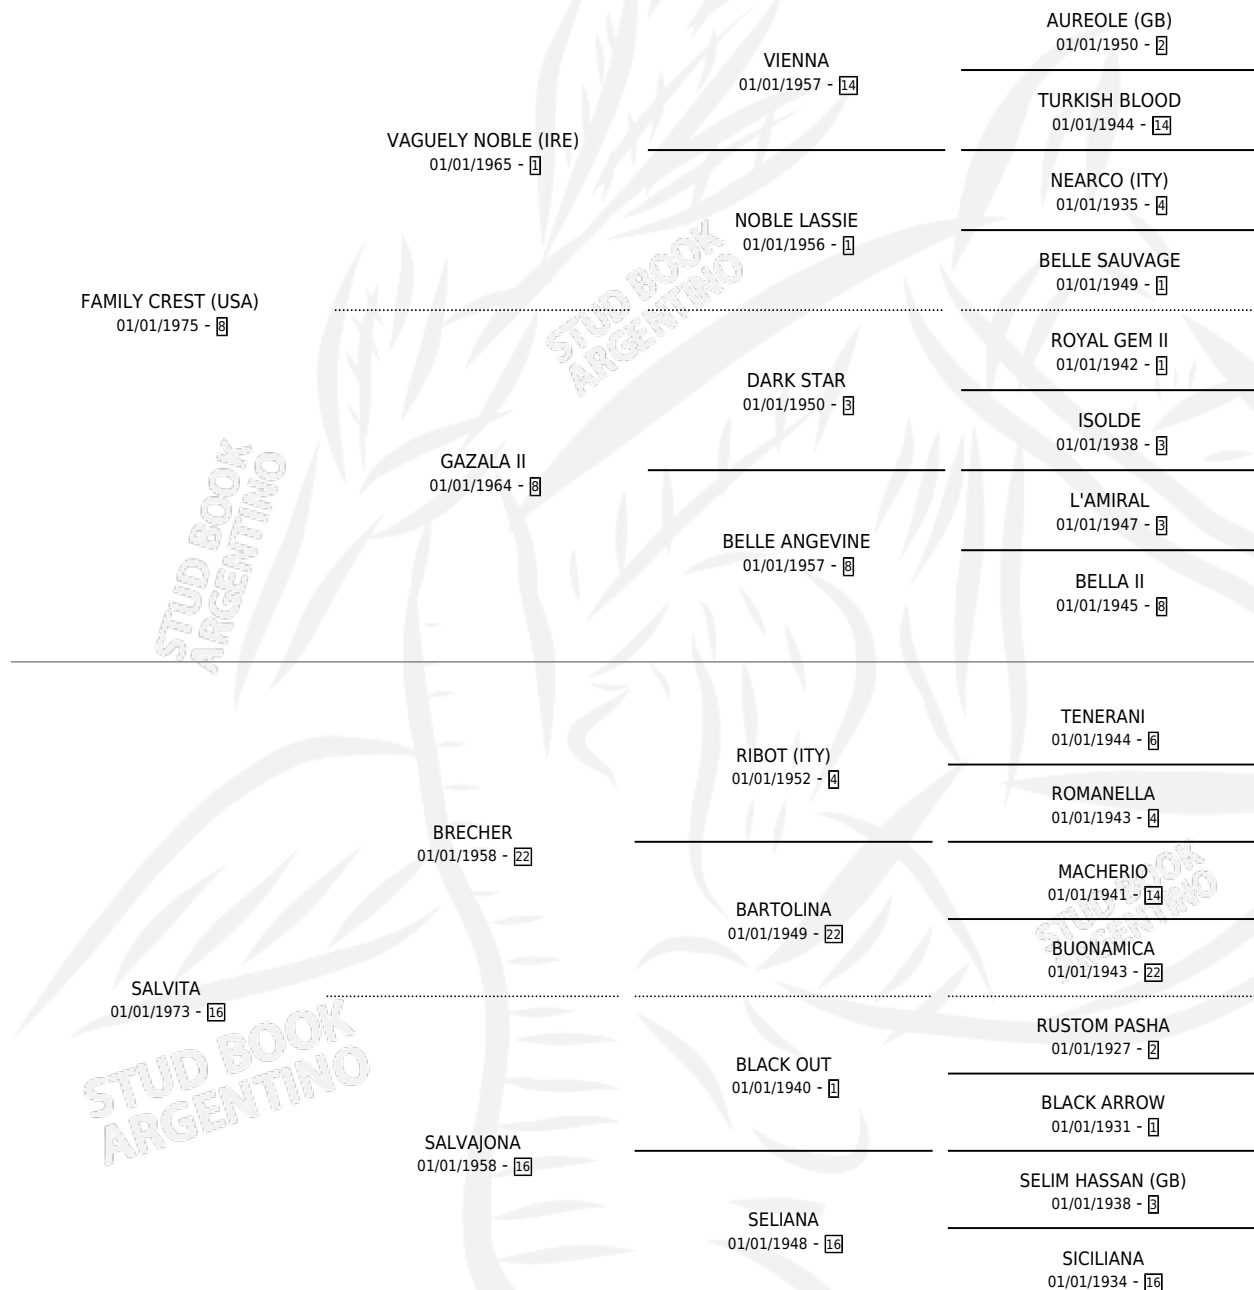 AUREOLE (GB)
01/01/1950 - 2
VIENNA
01/01/1957 - 14
TURKISH BLOOD
01/01/1944 - 14
VAGUELY NOBLE (IRE)
01/01/1965 - 1
NEARCO (ITY)
01/01/1935 - 4
NOBLE LASSIE
01/01/1956 - 1
BELLE SAUVAGE
01/01/1949 - 1
FAMILY CREST (USA)
01/01/1975 - 8
STUD BOOK
ARGENTINO
ROYAL GEM II
01/01/1942 - 1
DARK STAR
01/01/1950 - 3
ISOLDE
01/01/1938 - 3
GAZALA II
01/01/1964 - 8
L'AMIRAL
01/01/1947 - 3
BELLE ANGEVINE
01/01/1957 - 8
BELLA II
01/01/1945 - 8
STUD BOOK
ARGENTINO
TENERANI
01/01/1944 - 6
RIBOT (ITY)
01/01/1952 - 4
ROMANELLA
01/01/1943 - 4
BRECHER
01/01/1958 - 22
MACHERIO
01/01/1941 - 14
BARTOLINA
01/01/1949 - 22
STUD BOOK
ARGENTINO
BUONAMICA
01/01/1943 - 22
SALVITA
01/01/1973 - 16
STUD BOOK
ARGENTINO
RUSTOM PASHA
01/01/1927 - 2
BLACK OUT
01/01/1940 - 1
BLACK ARROW
01/01/1931 - 1
SALVAJONA
01/01/1958 - 16
SELIM HASSAN (GB)
01/01/1938 - 3
SELIANA
01/01/1948 - 16
SICILIANA
01/01/1934 - 16